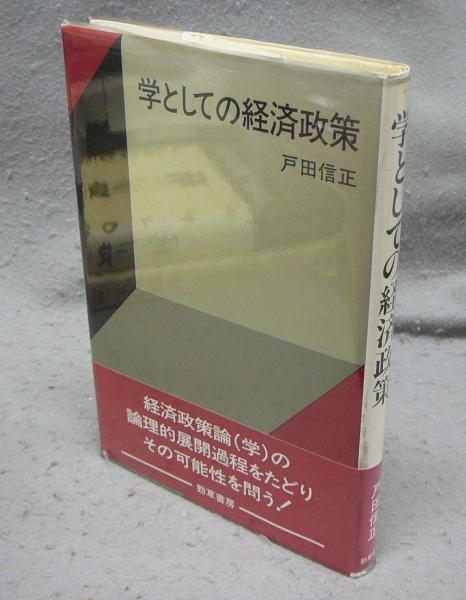 学としての経済政策
戸田信正
経済政策論(学)の
論理的展開過程をたどり
その可能性を問う!
勁草書房
学としての経済政策
戸田信正